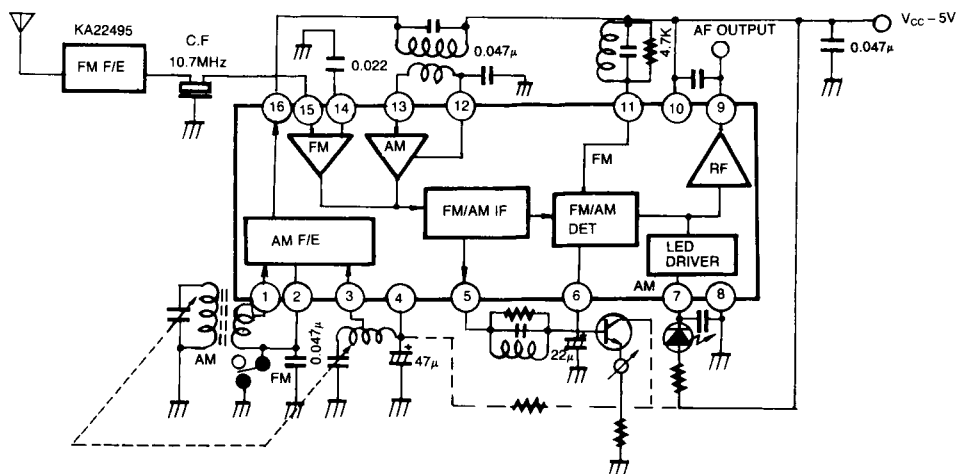 KA22495
FM F/E
C.F
10.7MHz
0.022
0.047μ
4.7K
AF OUTPUT
V_CC – 5V
0.047μ
16
15
14
13
12
11
10
9
FM
AM
FM
RF
AM F/E
FM/AM IF
FM/AM
DET
LED
DRIVER
AM
1
2
3
4
5
6
7
8
AM
FM
0.047μ
+
47μ
22μ
+